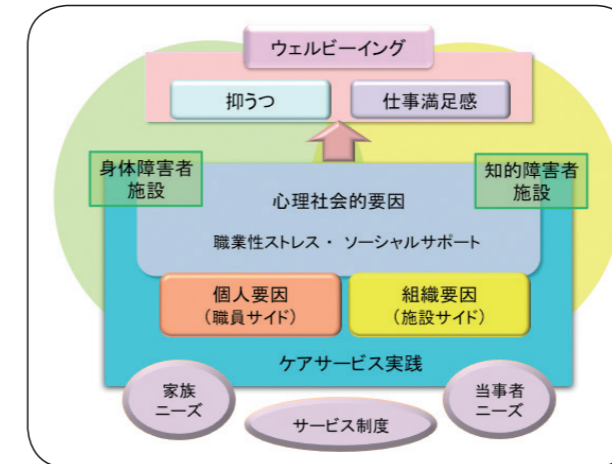 ウェルビーイング
抑うつ
仕事満足感
身体障害者
施設
知的障害者
施設
心理社会的要因
職業性ストレス・ソーシャルサポート
個人要因
（職員サイド）
組織要因
（施設サイド）
ケアサービス実践
家族
ニーズ
サービス制度
当事者
ニーズ